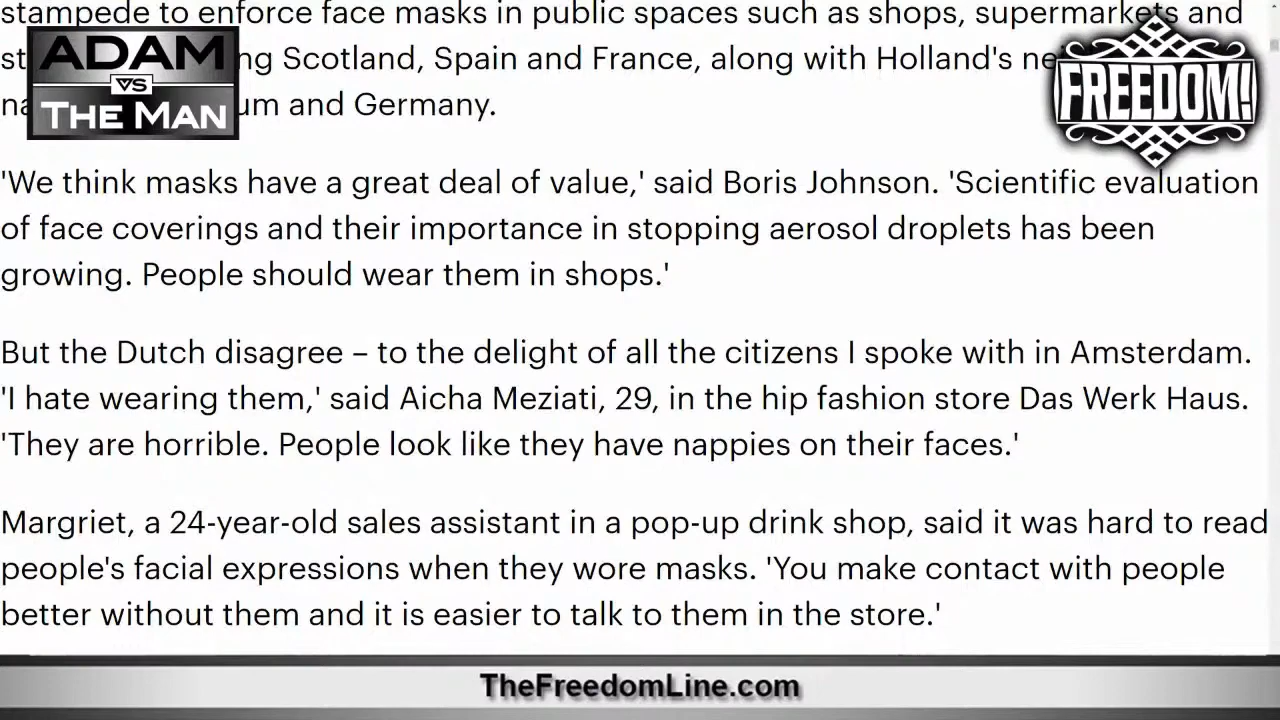 stampede to enforce face masks in public spaces such as shops, supermarkets and
st ng Scotland, Spain and France, along with Holland's ne
na um and Germany.
ADAM
VS
THE MAN
FREEDOM!
'We think masks have a great deal of value,' said Boris Johnson. 'Scientific evaluation
of face coverings and their importance in stopping aerosol droplets has been
growing. People should wear them in shops.'
But the Dutch disagree – to the delight of all the citizens I spoke with in Amsterdam.
'I hate wearing them,' said Aicha Meziati, 29, in the hip fashion store Das Werk Haus.
'They are horrible. People look like they have nappies on their faces.'
Margriet, a 24-year-old sales assistant in a pop-up drink shop, said it was hard to read
people's facial expressions when they wore masks. 'You make contact with people
better without them and it is easier to talk to them in the store.'
TheFreedomLine.com